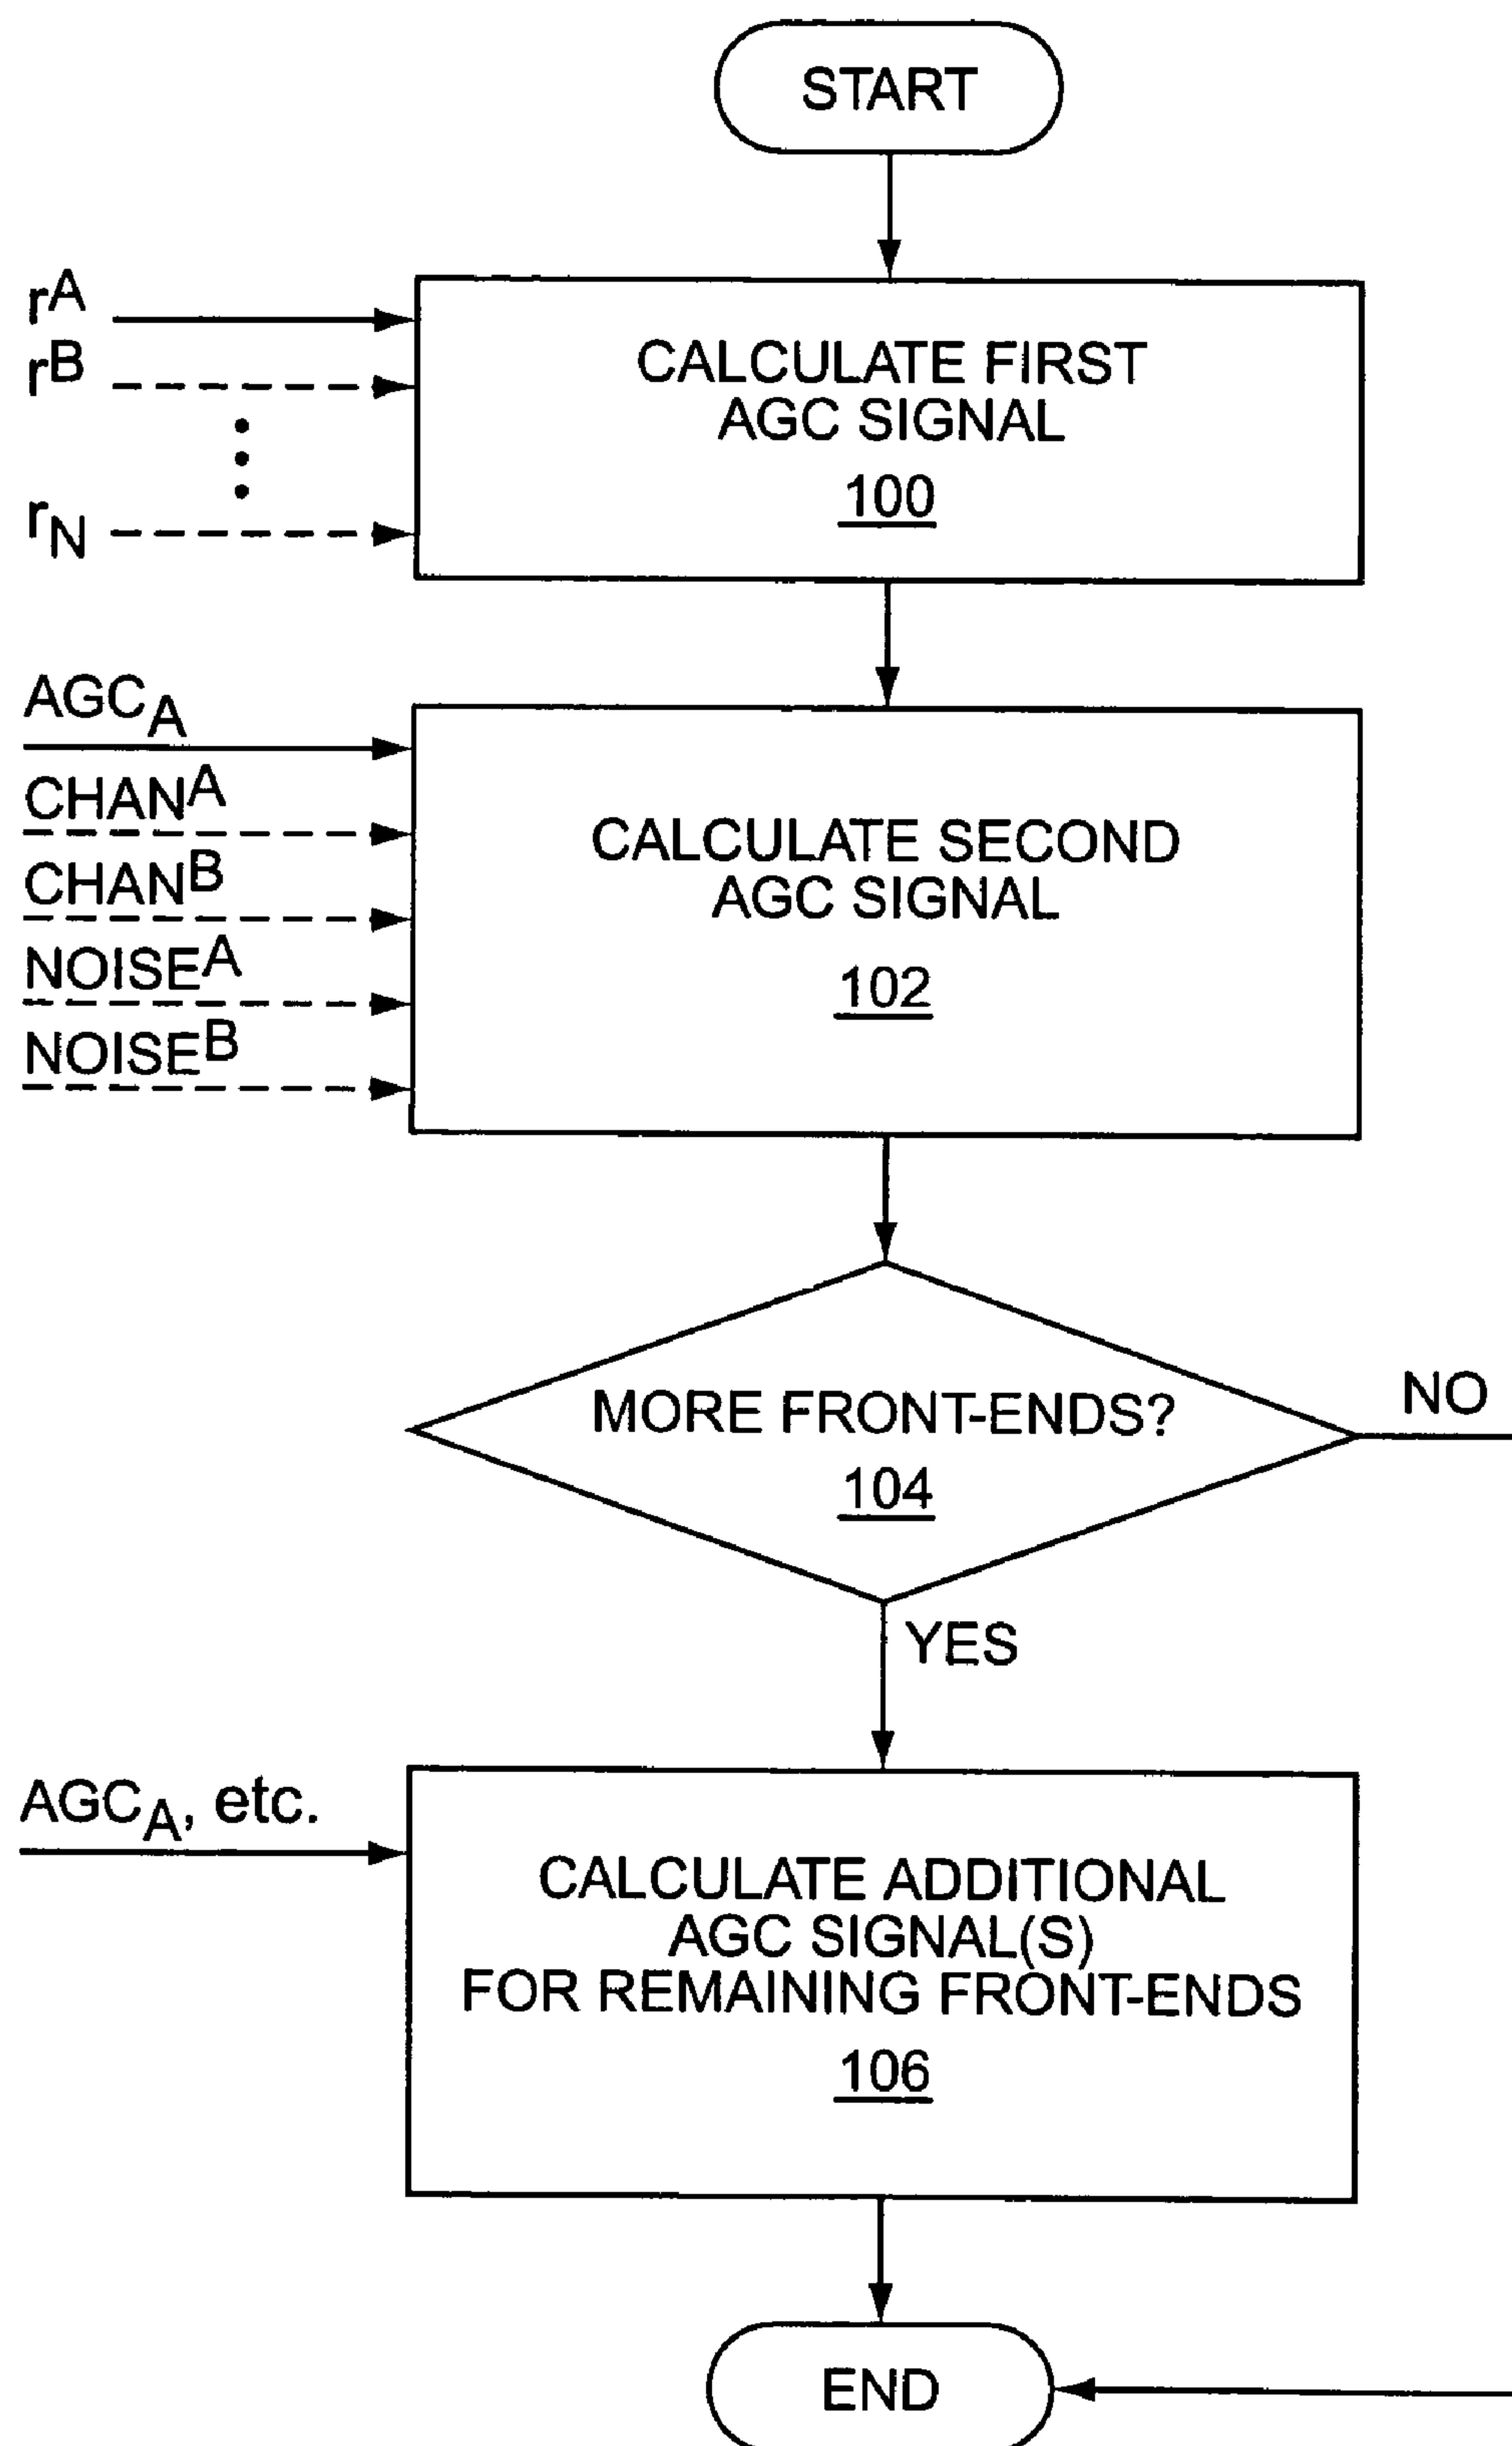 START
r^A
r^B
r_N
CALCULATE FIRST
AGC SIGNAL
100
AGC_A
CHAN^A
CHAN^B
NOISE^A
NOISE^B
CALCULATE SECOND
AGC SIGNAL
102
MORE FRONT-ENDS?
104
NO
YES
AGC_A, etc.
CALCULATE ADDITIONAL
AGC SIGNAL(S)
FOR REMAINING FRONT-ENDS
106
END